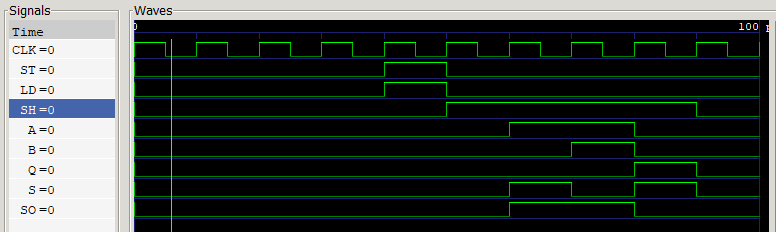 Signals
Waves
Time
0
100
CLK=0
ST=0
LD=0
SH=0
A=0
B=0
Q=0
S=0
SO=0